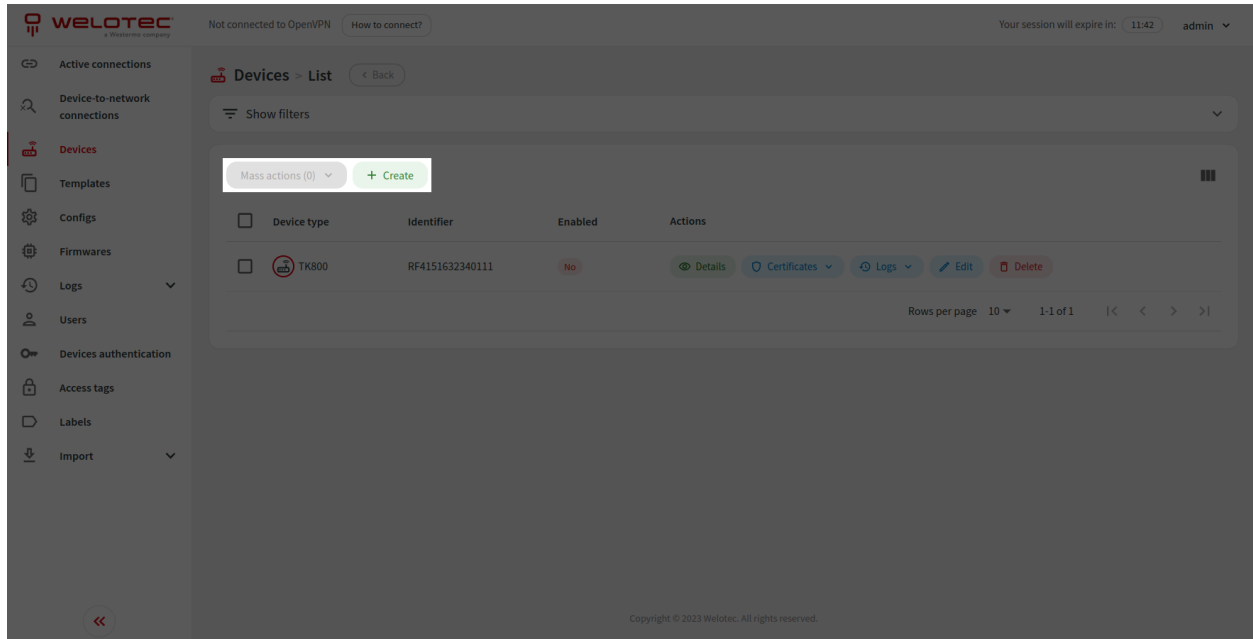 WELOTEC
a Westermo company
Not connected to OpenVPN
How to connect?
Your session will expire in: 11:42
admin
Active connections
Device-to-network
connections
Devices
Templates
Configs
Firmwares
Logs
Users
Devices authentication
Access tags
Labels
Import
Devices > List
< Back
Show filters
Mass actions (0)
+ Create
Device type Identifier Enabled Actions
TK800 RF4151632340111 No Details Certificates Logs Edit Delete
Rows per page 10 1-1 of 1
Copyright © 2023 Welotec. All rights reserved.